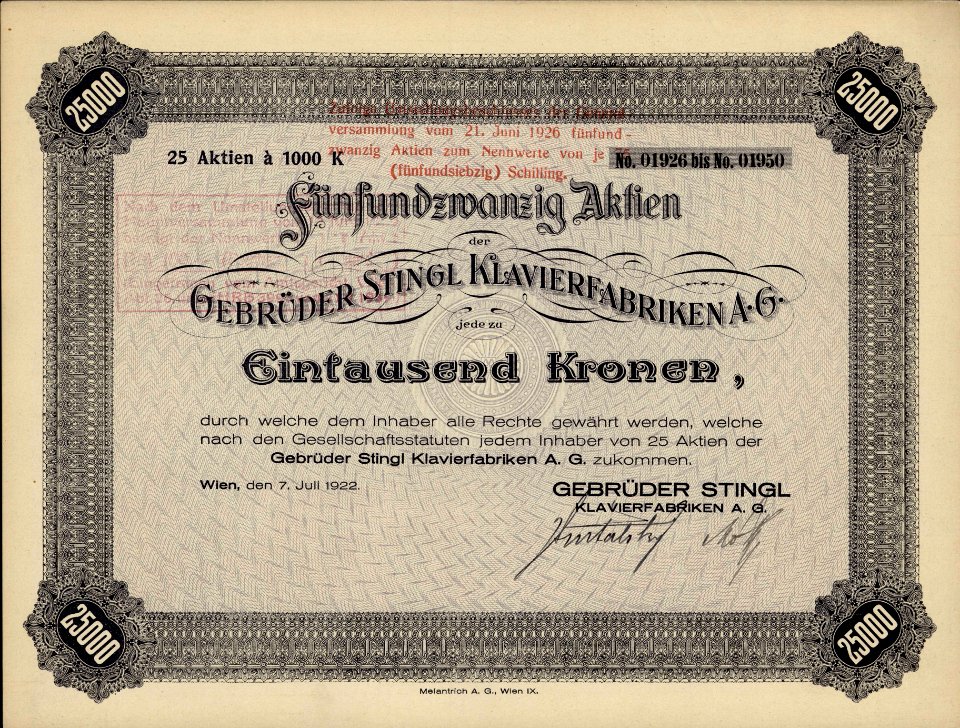 25000
25000
versammlung vom 21. Juni 1926 fünfund-
zwanzig Aktien zum Nennwerte von je 75
(fünfundsiebzig) Schilling.
25 Aktien à 1000 K
No. 01926 bis No. 01950
Fünfundzwanzig Aktien
der
GEBRÜDER STINGL KLAVIERFABRIKEN A.G.
jede zu
Eintausend Kronen,
durch welche dem Inhaber alle Rechte gewährt werden, welche
nach den Gesellschaftsstatuten jedem Inhaber von 25 Aktien der
Gebrüder Stingl Klavierfabriken A. G. zukommen.
Wien, den 7. Juli 1922.
GEBRÜDER STINGL
KLAVIERFABRIKEN A. G.
25000
25000
Melantrich A. G., Wien IX.